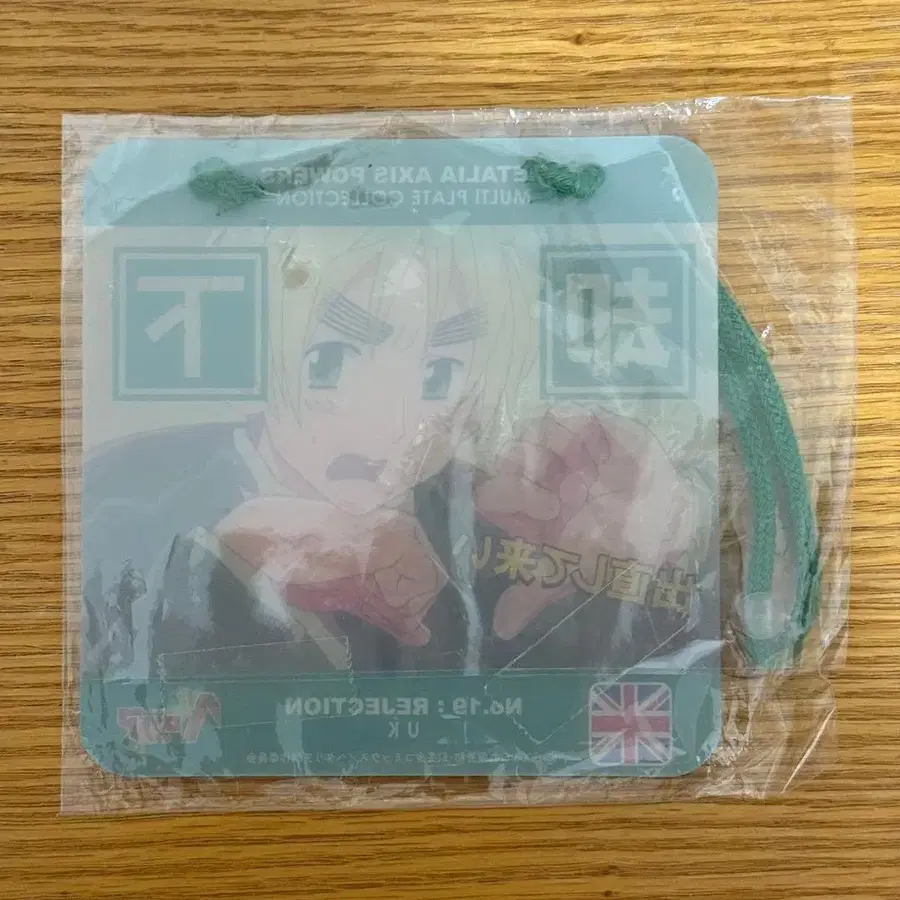 ETALIA AXIS POWERS
MULTI PLATE COLLECTION
却下
出直して来い
No.19 : REJECTION
UK